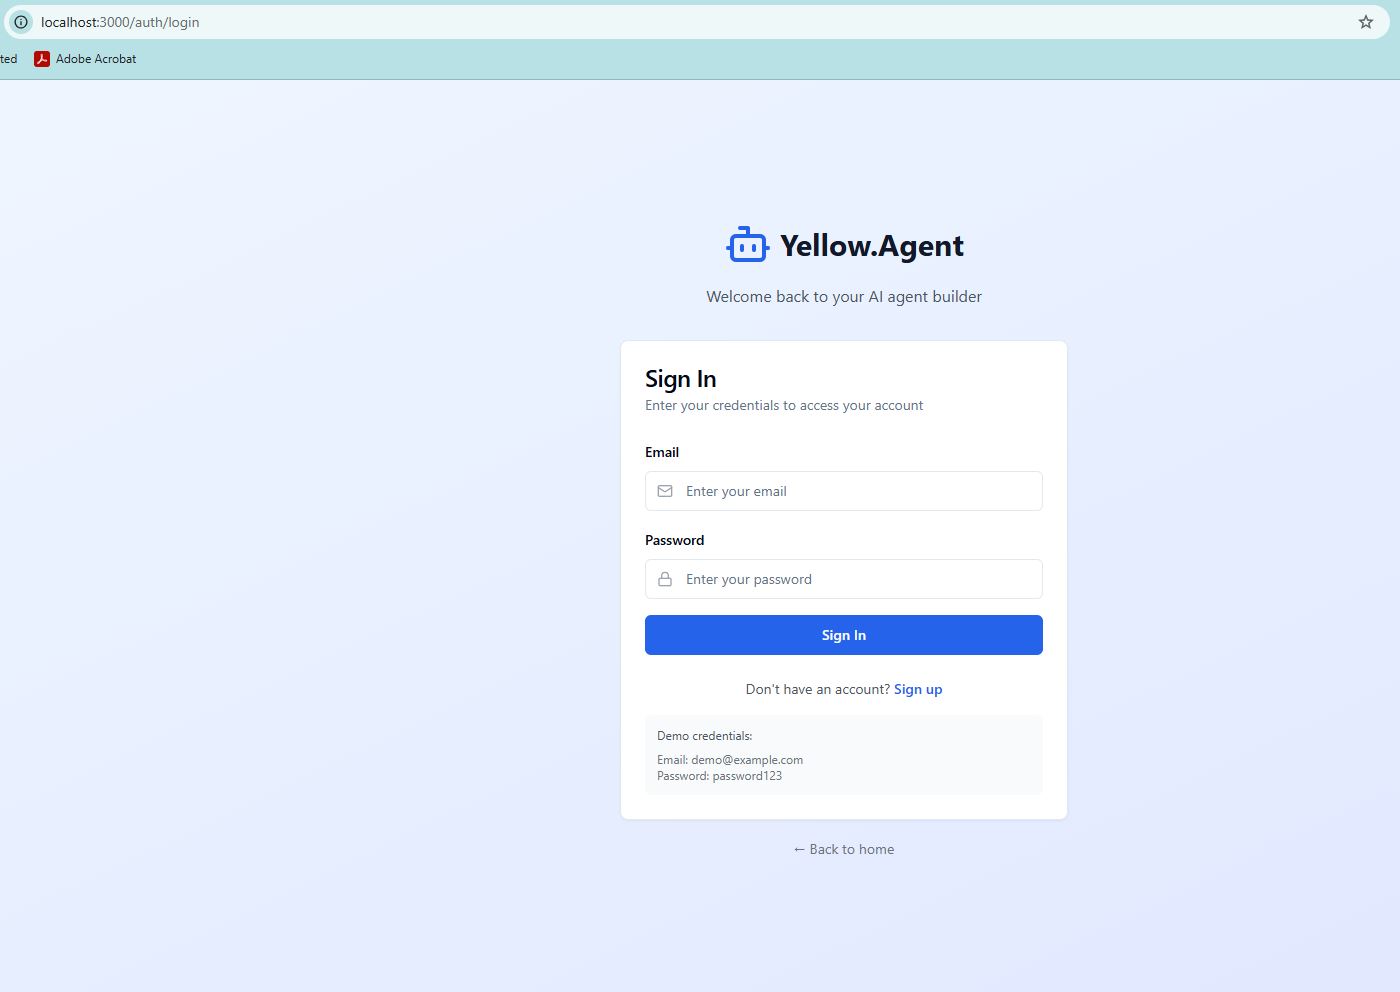 localhost:3000/auth/login
ted Adobe Acrobat
Yellow.Agent
Welcome back to your AI agent builder
Sign In
Enter your credentials to access your account
Email
Enter your email
Password
Enter your password
Sign In
Don't have an account? Sign up
Demo credentials:
Email: demo@example.com
Password: password123
← Back to home